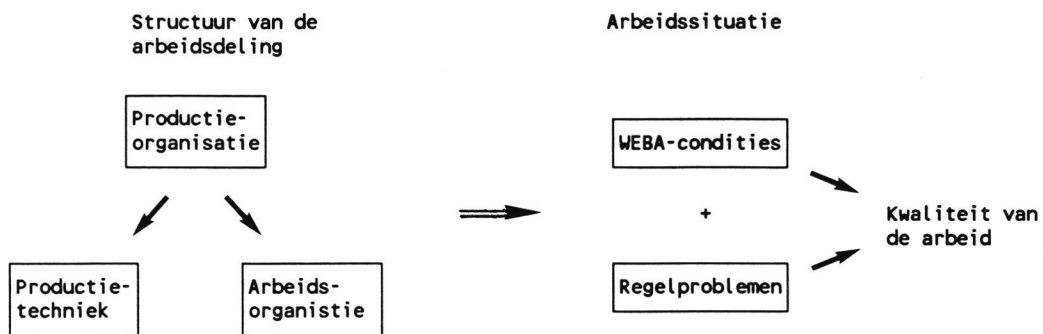 Structuur van de
arbeidsdeling
Arbeidssituatie
Productie-
organisatie
WEBA-condities
+
Kwaliteit van
de arbeid
Productie-
techniek
Arbeids-
organistie
Regelproblemen